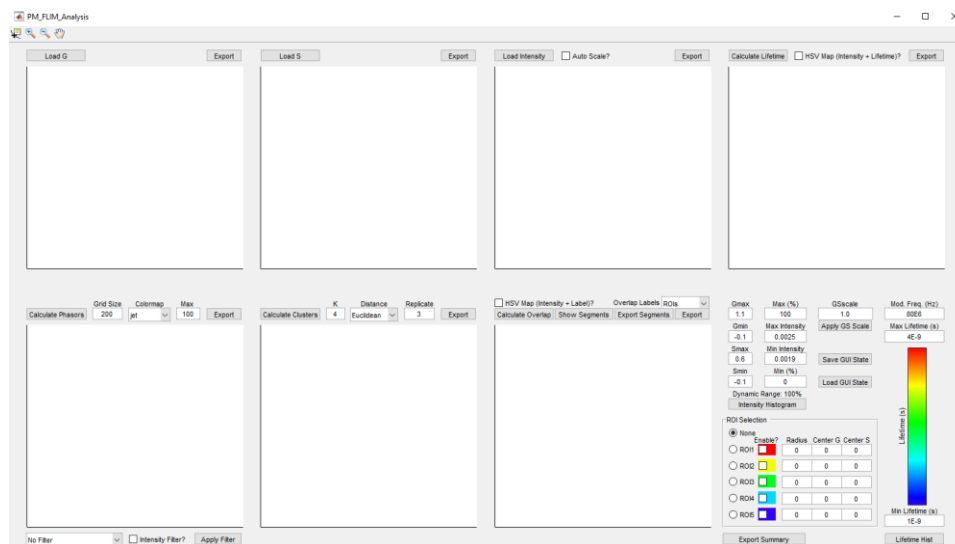 PM_FLIM_Analysis
Load G Export Load S Export Load Intensity Auto Scale? Export Calculate Lifetime HSV Map (Intensity + Lifetime)? Export
Grid Size Colormap Max
Calculate Phasors 200 jet 100 Export
K Distance Replicate
Calculate Clusters 4 Euclidean 3 Export
HSV Map (Intensity + Label)? Overlap Labels ROIs
Calculate Overlap Show Segments Export Segments Export
Gmax Max (%) GSscale Mod. Freq. (Hz)
1.1 100 1.0 80E6
Gmin Max Intensity Apply GS Scale Max Lifetime (s)
-0.1 0.0025 4E-9
Smax Min Intensity
0.6 0.0019 Save GUI State
Smin Min (%)
-0.1 0 Load GUI State
Dynamic Range: 100%
Intensity Histogram
Lifetime (s)
ROI Selection
None
Enable? Radius Center G Center S
ROI1 0 0 0
ROI2 0 0 0
ROI3 0 0 0
ROI4 0 0 0
ROI5 0 0 0
Min Lifetime (s)
1E-9
No Filter Intensity Filter? Apply Filter Export Summary Lifetime Hist